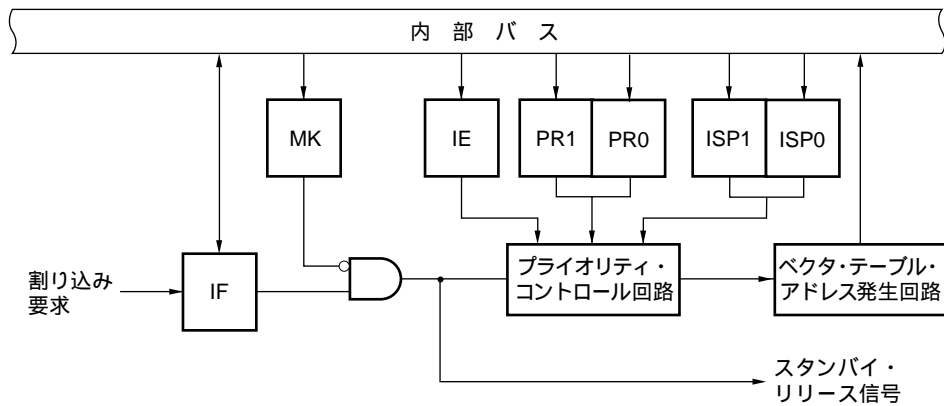 内 部 バ ス
MK
IE
PR1
PR0
ISP1
ISP0
割り込み
要求
IF
プライオリティ・
コントロール回路
ベクタ・テーブル・
アドレス発生回路
スタンバイ・
リリース信号